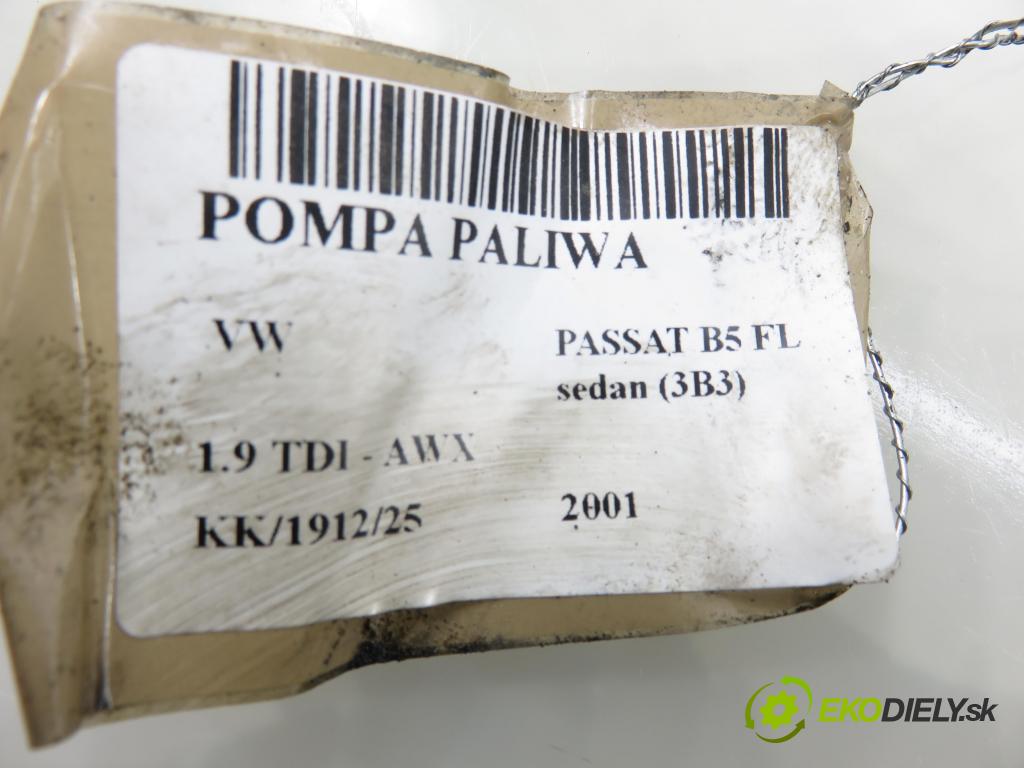 POMPA PALIWA
VW PASSAT B5 FL
sedan (3B3)
1.9 TDI - AWX
KK/1912/25 2001
EKODIELY.sk